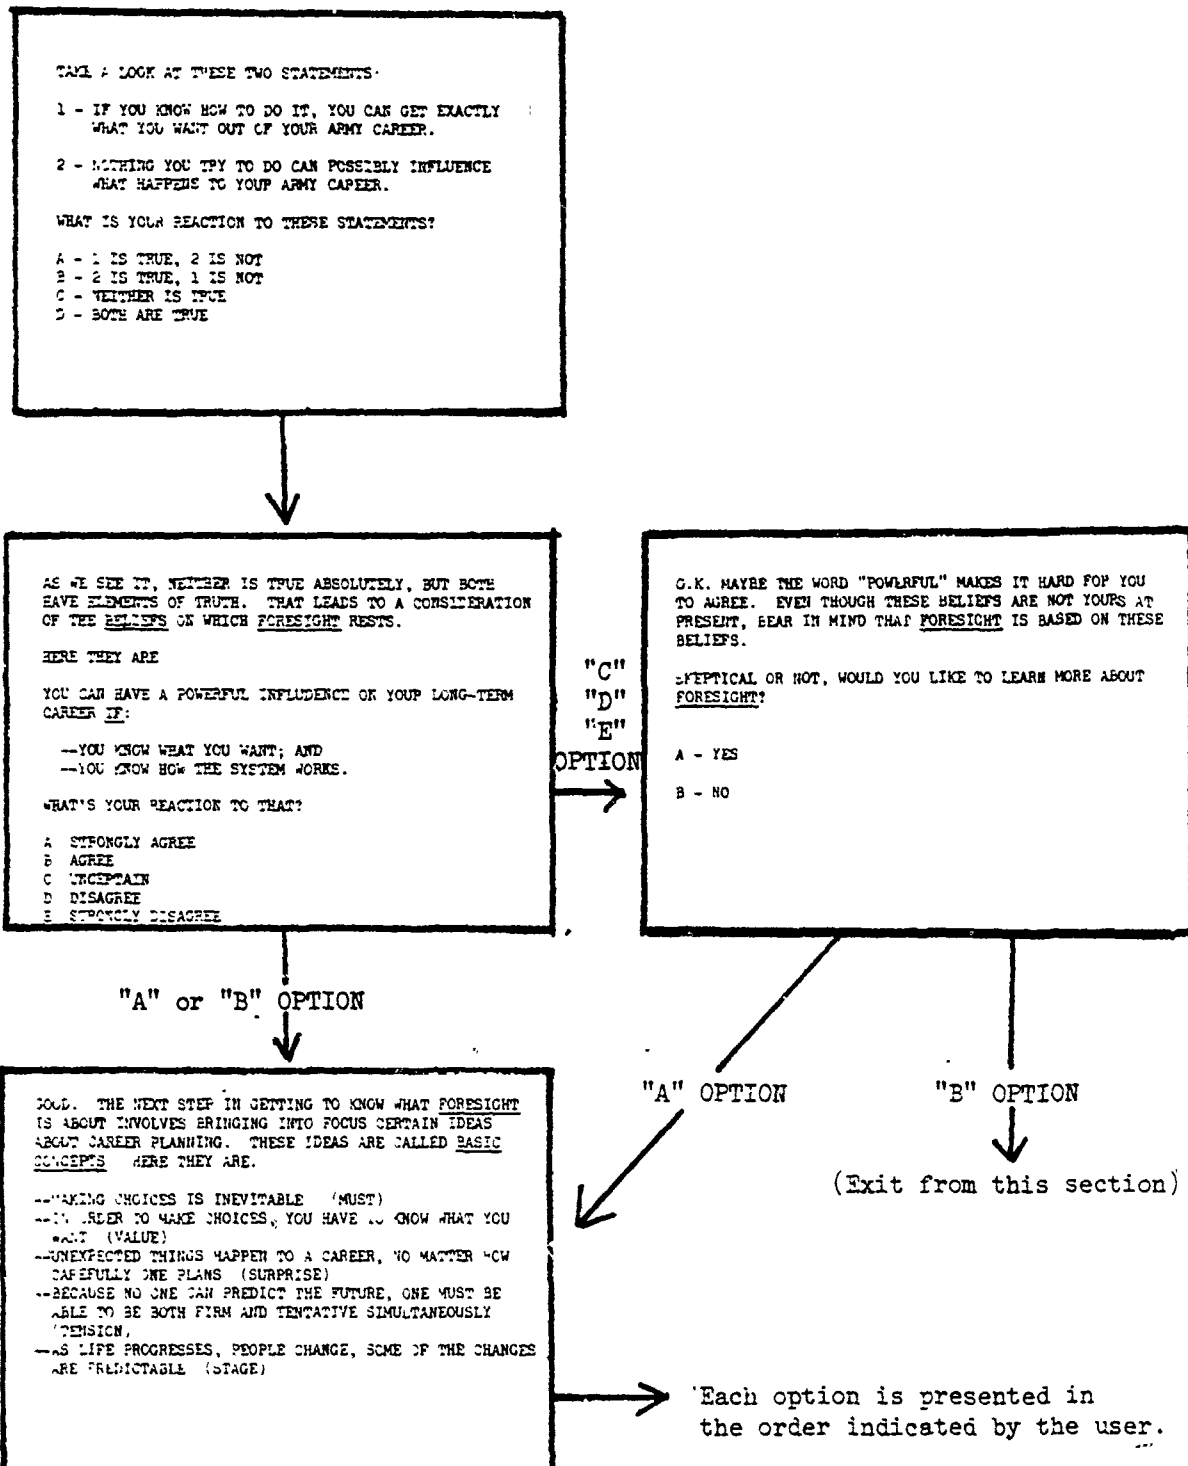 TAKE A LOOK AT THESE TWO STATEMENTS:
1 - IF YOU KNOW HOW TO DO IT, YOU CAN GET EXACTLY
WHAT YOU WANT OUT OF YOUR ARMY CAREER.
2 - NOTHING YOU TRY TO DO CAN POSSIBLY INFLUENCE
WHAT HAPPENS TO YOUR ARMY CAREER.
WHAT IS YOUR REACTION TO THESE STATEMENTS?
A - 1 IS TRUE, 2 IS NOT
B - 2 IS TRUE, 1 IS NOT
C - NEITHER IS TRUE
D - BOTH ARE TRUE
AS WE SEE IT, NEITHER IS TRUE ABSOLUTELY, BUT BOTH
HAVE ELEMENTS OF TRUTH. THAT LEADS TO A CONSIDERATION
OF THE BELIEFS ON WHICH FORESIGHT RESTS.
HERE THEY ARE
YOU CAN HAVE A POWERFUL INFLUDENCE ON YOUR LONG-TERM
CAREER IF:
--YOU KNOW WHAT YOU WANT; AND
--YOU KNOW HOW THE SYSTEM WORKS.
WHAT'S YOUR REACTION TO THAT?
A STRONGLY AGREE
B AGREE
C UNCERTAIN
D DISAGREE
E STRONGLY DISAGREE
"C"
"D"
"E"
OPTION
O.K. MAYBE THE WORD "POWERFUL" MAKES IT HARD FOR YOU
TO AGREE. EVEN THOUGH THESE BELIEFS ARE NOT YOURS AT
PRESENT, BEAR IN MIND THAT FORESIGHT IS BASED ON THESE
BELIEFS.
SKEPTICAL OR NOT, WOULD YOU LIKE TO LEARN MORE ABOUT
FORESIGHT?
A - YES
B - NO
"A" or "B" OPTION
"A" OPTION
"B" OPTION
(Exit from this section)
GOOD. THE NEXT STEP IN GETTING TO KNOW WHAT FORESIGHT
IS ABOUT INVOLVES BRINGING INTO FOCUS CERTAIN IDEAS
ABOUT CAREER PLANNING. THESE IDEAS ARE CALLED BASIC
CONCEPTS HERE THEY ARE.
--MAKING CHOICES IS INEVITABLE (MUST)
--IN ORDER TO MAKE CHOICES, YOU HAVE TO KNOW WHAT YOU
WANT (VALUE)
--UNEXPECTED THINGS HAPPEN TO A CAREER, NO MATTER HOW
CAREFULLY ONE PLANS (SURPRISE)
--BECAUSE NO ONE CAN PREDICT THE FUTURE, ONE MUST BE
ABLE TO BE BOTH FIRM AND TENTATIVE SIMULTANEOUSLY
(TENSION)
--AS LIFE PROGRESSES, PEOPLE CHANGE, SOME OF THE CHANGES
ARE PREDICTABLE (STAGE)
Each option is presented in
the order indicated by the user.